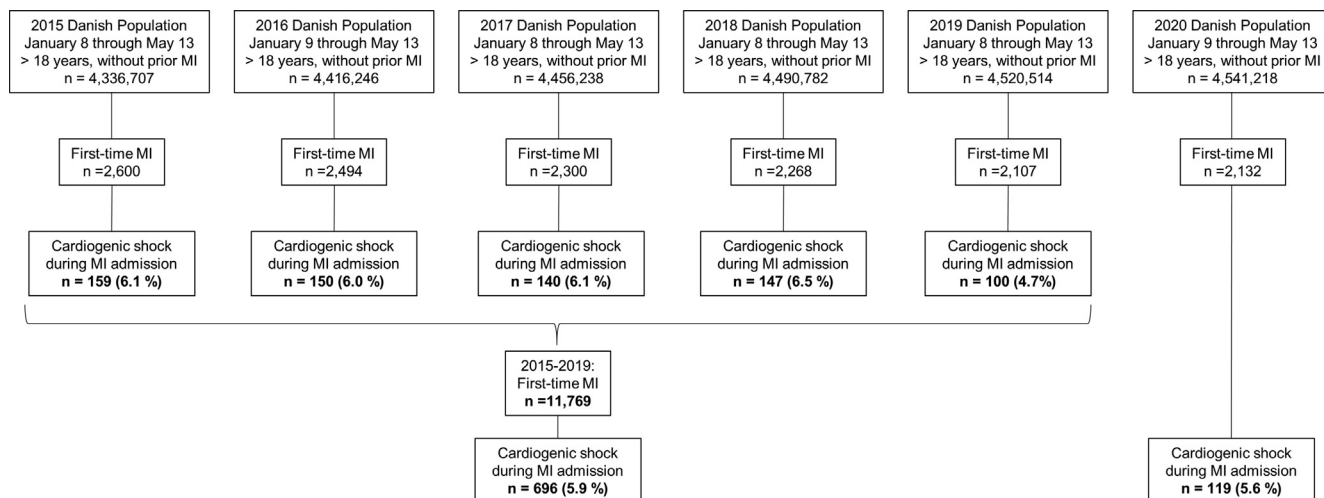 2015 Danish Population
January 8 through May 13
> 18 years, without prior MI
n = 4,336,707
2016 Danish Population
January 9 through May 13
> 18 years, without prior MI
n = 4,416,246
2017 Danish Population
January 8 through May 13
> 18 years, without prior MI
n = 4,456,238
2018 Danish Population
January 8 through May 13
> 18 years, without prior MI
n = 4,490,782
2019 Danish Population
January 8 through May 13
> 18 years, without prior MI
n = 4,520,514
2020 Danish Population
January 9 through May 13
> 18 years, without prior MI
n = 4,541,218
First-time MI
n =2,600
First-time MI
n =2,494
First-time MI
n =2,300
First-time MI
n =2,268
First-time MI
n =2,107
First-time MI
n =2,132
Cardiogenic shock
during MI admission
n = 159 (6.1 %)
Cardiogenic shock
during MI admission
n = 150 (6.0 %)
Cardiogenic shock
during MI admission
n = 140 (6.1 %)
Cardiogenic shock
during MI admission
n = 147 (6.5 %)
Cardiogenic shock
during MI admission
n = 100 (4.7%)
2015-2019:
First-time MI
n =11,769
Cardiogenic shock
during MI admission
n = 696 (5.9 %)
Cardiogenic shock
during MI admission
n = 119 (5.6 %)